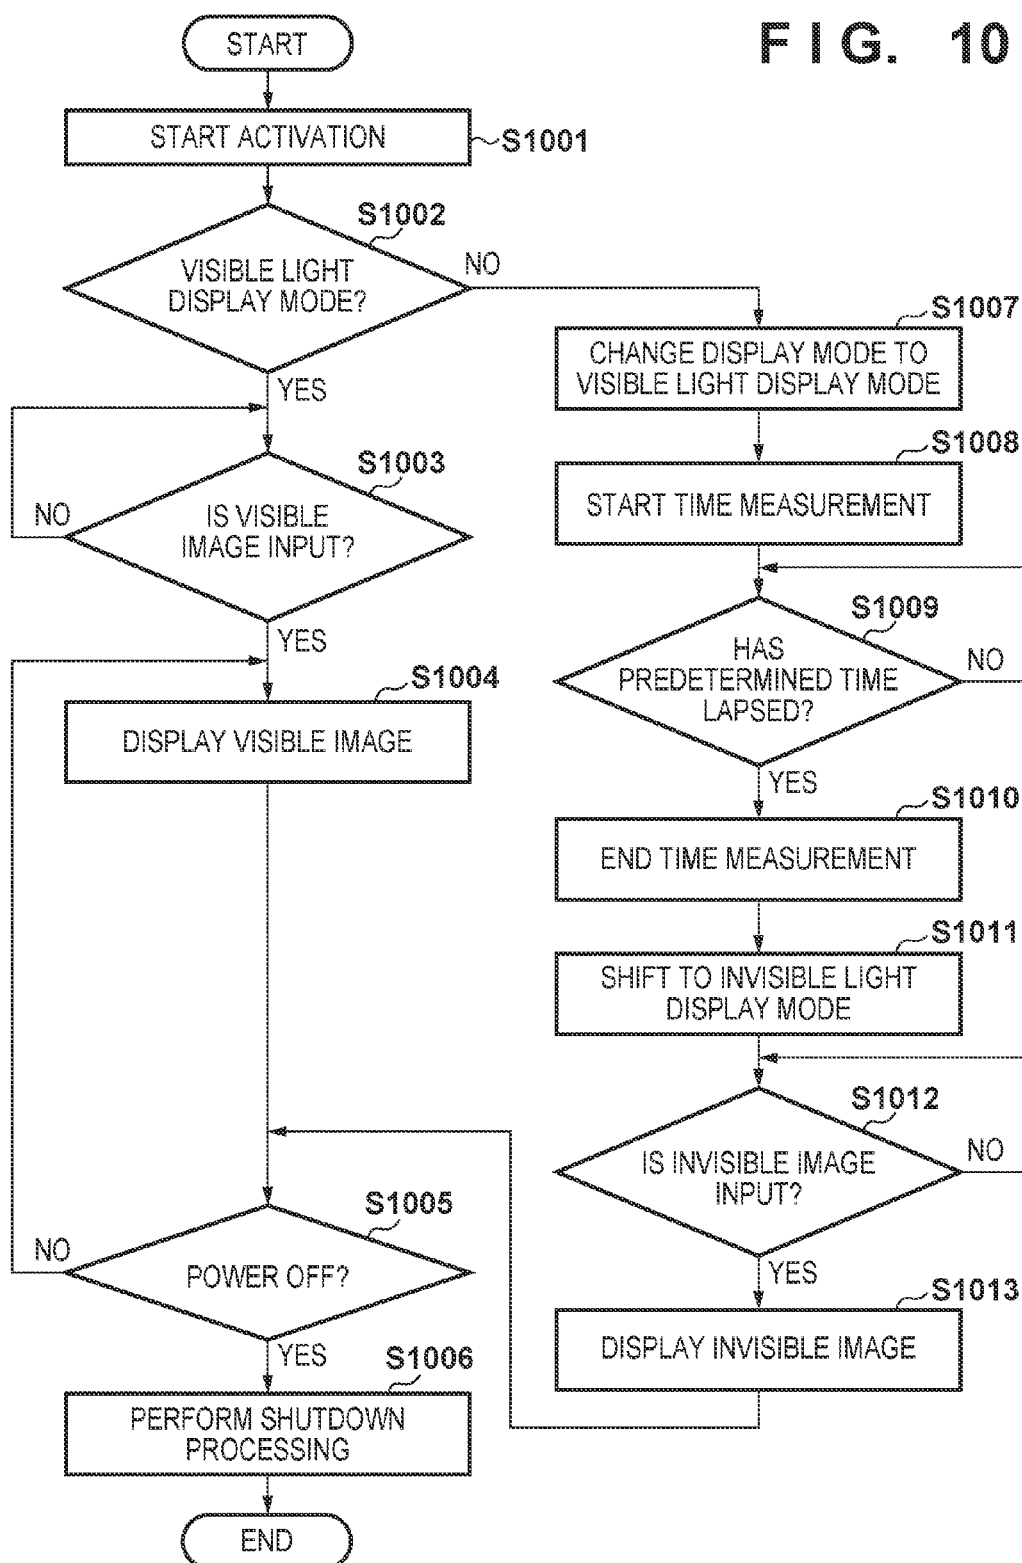 FIG. 10
START
START ACTIVATION
S1001
S1002
VISIBLE LIGHT
DISPLAY MODE?
NO
YES
S1003
IS VISIBLE
IMAGE INPUT?
NO
YES
S1004
DISPLAY VISIBLE IMAGE
S1005
POWER OFF?
NO
YES
S1006
PERFORM SHUTDOWN
PROCESSING
END
S1007
CHANGE DISPLAY MODE TO
VISIBLE LIGHT DISPLAY MODE
S1008
START TIME MEASUREMENT
S1009
HAS
PREDETERMINED TIME
LAPSED?
NO
YES
S1010
END TIME MEASUREMENT
S1011
SHIFT TO INVISIBLE LIGHT
DISPLAY MODE
S1012
IS INVISIBLE IMAGE
INPUT?
NO
YES
S1013
DISPLAY INVISIBLE IMAGE